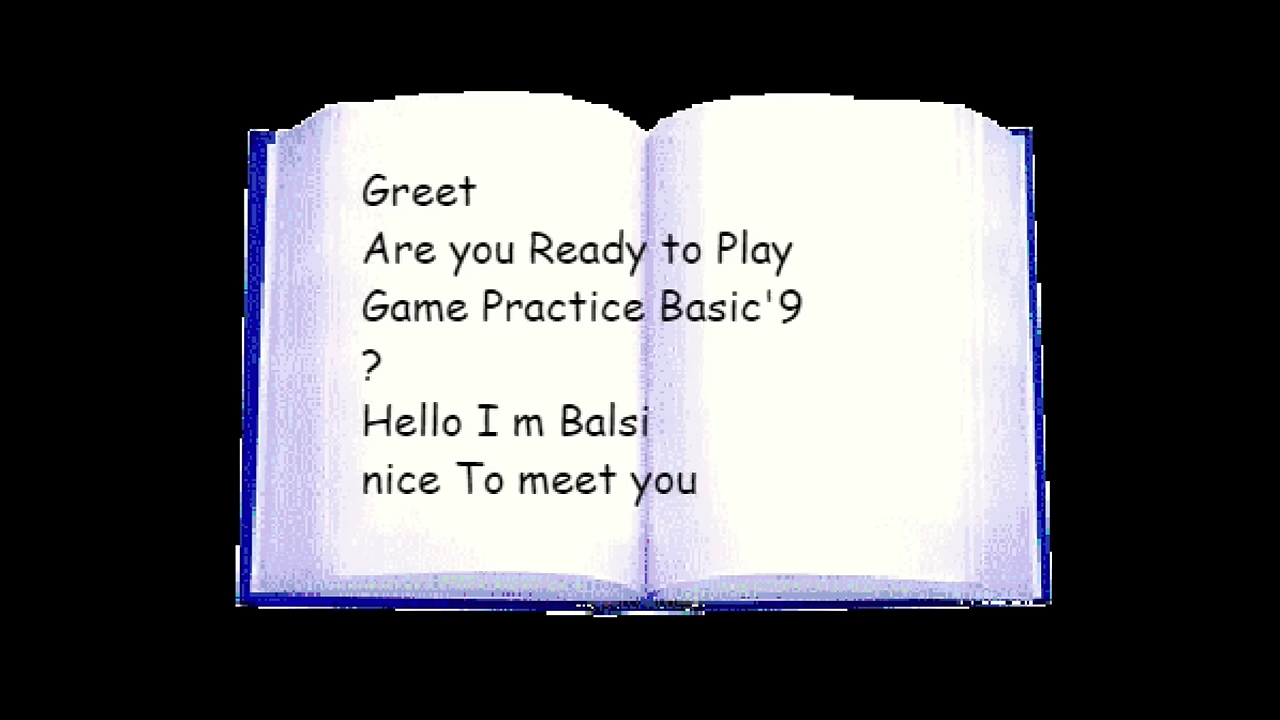 Greet
Are you Ready to Play
Game Practice Basic'9
?
Hello I m Balsi
nice To meet you